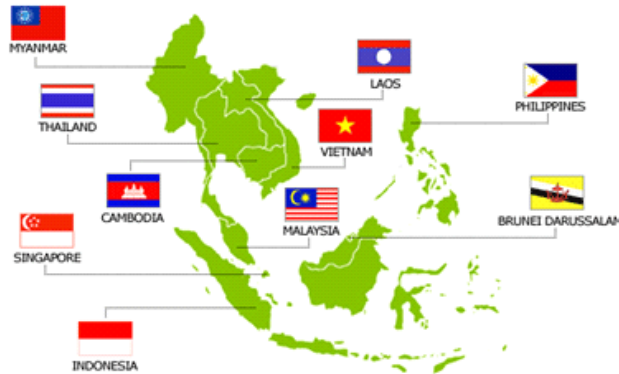 MYANMAR
LAOS
PHILIPPINES
THAILAND
VIETNAM
CAMBODIA
MALAYSIA
BRUNEI DARUSSALAM
SINGAPORE
INDONESIA